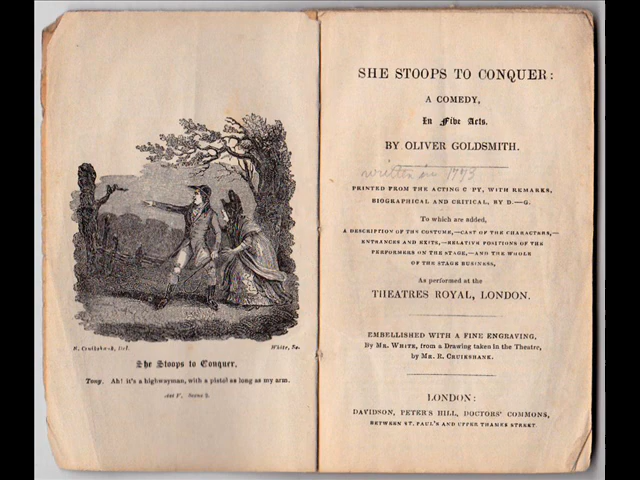 R. Cruikshank, Del.
White, Sc.
She Stoops to Conquer.
Tony. Ah! it's a highwayman, with a pistol as long as my arm.
Act V, Scene 2.
SHE STOOPS TO CONQUER:
A COMEDY,
In Five Acts.
BY OLIVER GOLDSMITH.
written in 1773
PRINTED FROM THE ACTING C PY, WITH REMARKS,
BIOGRAPHICAL AND CRITICAL, BY D.—G.
To which are added,
A DESCRIPTION OF THE COSTUME,—CAST OF THE CHARACTERS,—
ENTRANCES AND EXITS,—RELATIVE POSITIONS OF THE
PERFORMERS ON THE STAGE,—AND THE WHOLE
OF THE STAGE BUSINESS,
As performed at the
THEATRES ROYAL, LONDON.
EMBELLISHED WITH A FINE ENGRAVING,
By MR. WHITE, from a Drawing taken in the Theatre,
by MR. R. CRUIKSHANK.
LONDON:
DAVIDSON, PETER'S HILL, DOCTORS' COMMONS,
BETWEEN ST. PAUL'S AND UPPER THAMES STREET